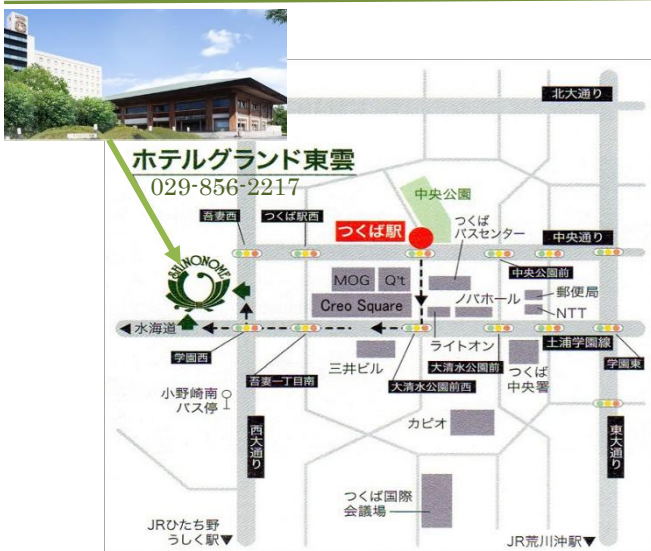 北大通り
ホテルグランド東雲
029-856-2217
中央公園
吾妻西
つくば駅西
つくば駅
つくば
バスセンター
中央通り
SHINONOME
中央公園前
MOG
Q't
Creo Square
ノバホール
郵便局
NTT
水海道
ライトオン
土浦学園線
学園西
吾妻一丁目南
三井ビル
大清水公園前西
大清水公園前
つくば
中央署
学園東
小野崎南
バス停
西大通り
カピオ
東大通り
つくば国際
会議場
JRひたち野
うしく駅▼
JR荒川沖駅▼